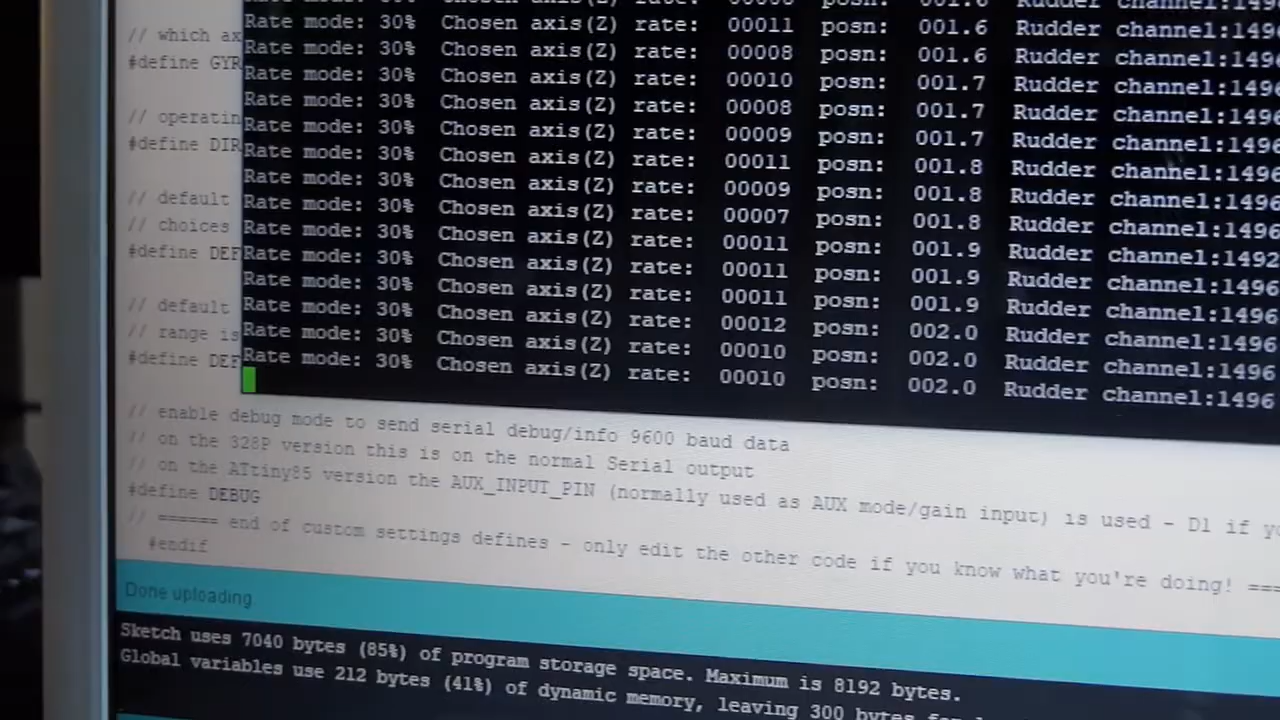 // which ax
#define GYR
// operatin
#define DIR
// default
// choices
#define DEF
// default
// range is
#define DEF
Rate mode: 30% Chosen axis(Z) rate: 00011 posn: 001.6 Rudder channel:1496
Rate mode: 30% Chosen axis(Z) rate: 00008 posn: 001.6 Rudder channel:1496
Rate mode: 30% Chosen axis(Z) rate: 00010 posn: 001.7 Rudder channel:1496
Rate mode: 30% Chosen axis(Z) rate: 00008 posn: 001.7 Rudder channel:1496
Rate mode: 30% Chosen axis(Z) rate: 00009 posn: 001.7 Rudder channel:1496
Rate mode: 30% Chosen axis(Z) rate: 00011 posn: 001.8 Rudder channel:1496
Rate mode: 30% Chosen axis(Z) rate: 00009 posn: 001.8 Rudder channel:1496
Rate mode: 30% Chosen axis(Z) rate: 00007 posn: 001.8 Rudder channel:1496
Rate mode: 30% Chosen axis(Z) rate: 00011 posn: 001.9 Rudder channel:1492
Rate mode: 30% Chosen axis(Z) rate: 00011 posn: 001.9 Rudder channel:1496
Rate mode: 30% Chosen axis(Z) rate: 00011 posn: 001.9 Rudder channel:1496
Rate mode: 30% Chosen axis(Z) rate: 00012 posn: 002.0 Rudder channel:1496
Rate mode: 30% Chosen axis(Z) rate: 00010 posn: 002.0 Rudder channel:1496
Rate mode: 30% Chosen axis(Z) rate: 00010 posn: 002.0 Rudder channel:1496
// enable debug mode to send serial debug/info 9600 baud data
// on the 328P version this is on the normal Serial output
// on the ATtiny85 version the AUX_INPUT_PIN (normally used as AUX mode/gain input) is used - D1 if
#define DEBUG
// ====== end of custom settings defines - only edit the other code if you know what you're doing! ===
#endif
Done uploading
Sketch uses 7040 bytes (85%) of program storage space. Maximum is 8192 bytes.
Global variables use 212 bytes (41%) of dynamic memory, leaving 300 bytes